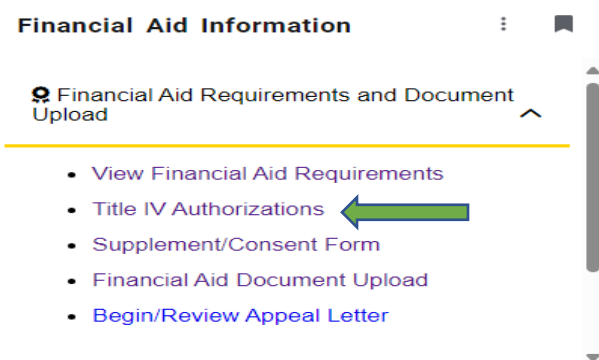 Financial Aid Information
Financial Aid Requirements and Document
Upload
View Financial Aid Requirements
Title IV Authorizations
Supplement/Consent Form
Financial Aid Document Upload
Begin/Review Appeal Letter